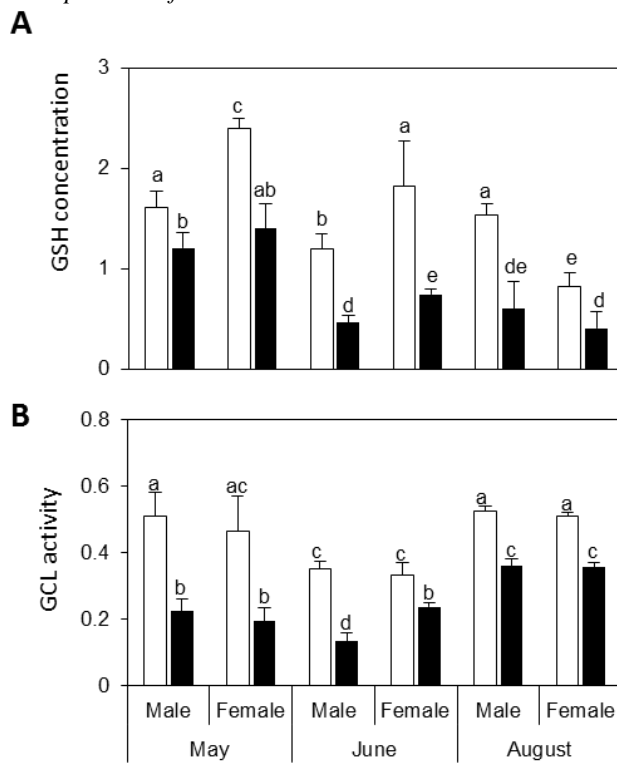 A
3
2
1
0
GSH concentration
a
b
c
ab
b
d
a
e
a
de
e
d
B
0.8
0.6
0.4
0.2
0
GCL activity
a
b
ac
b
c
d
c
b
a
c
a
c
Male Female Male Female Male Female
May June August